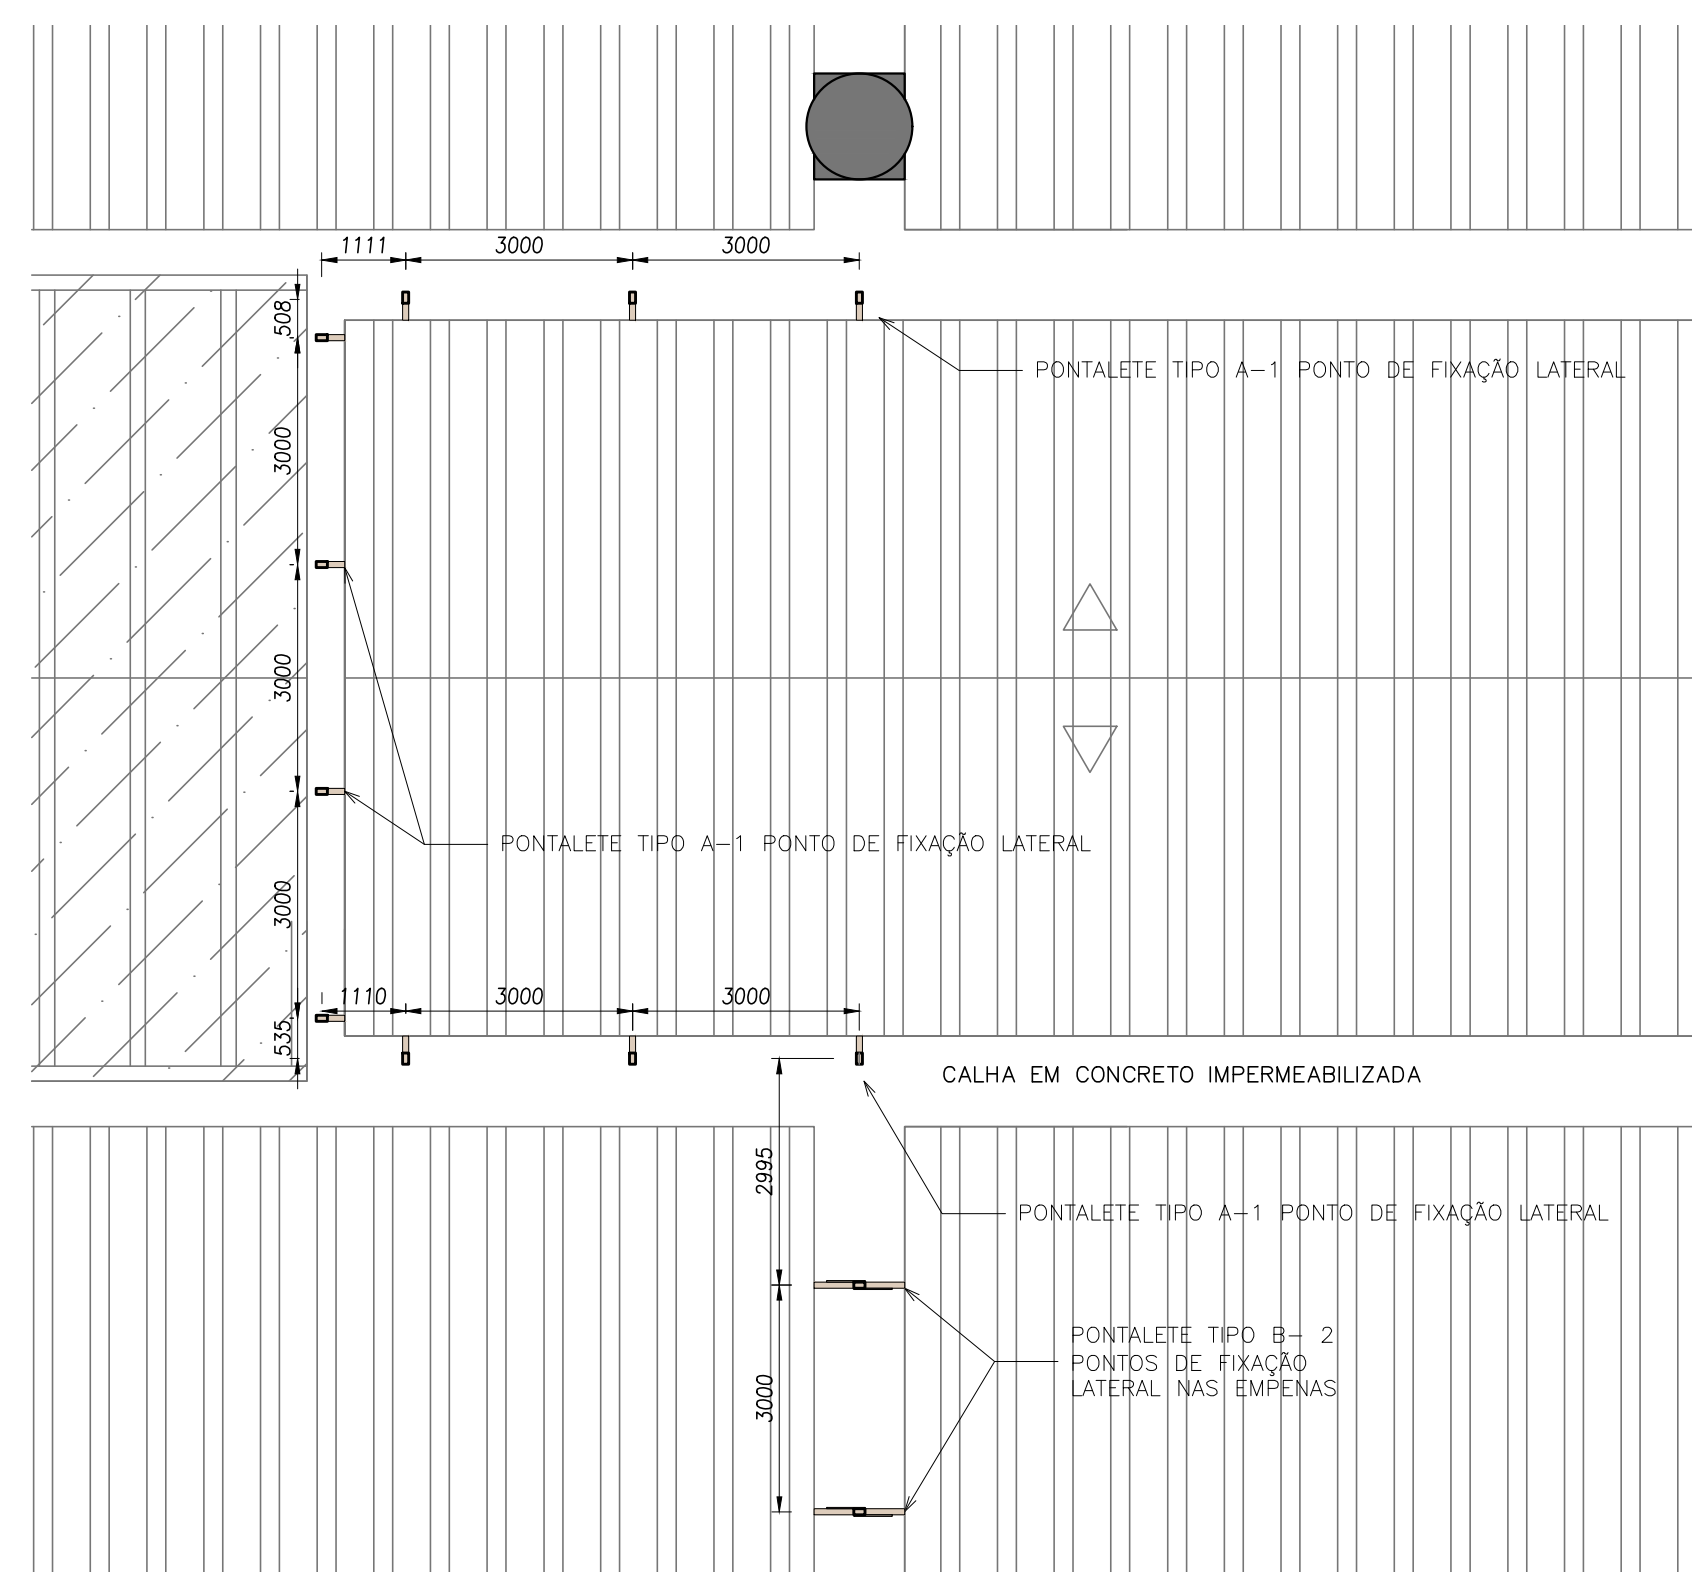 1111
3000
3000
508
PONTALETE TIPO A-1 PONTO DE FIXAÇÃO LATERAL
3000
3000
PONTALETE TIPO A-1 PONTO DE FIXAÇÃO LATERAL
3000
1110
3000
3000
535
CALHA EM CONCRETO IMPERMEABILIZADA
2995
PONTALETE TIPO A-1 PONTO DE FIXAÇÃO LATERAL
3000
PONTALETE TIPO B- 2
PONTOS DE FIXAÇÃO
LATERAL NAS EMPENAS